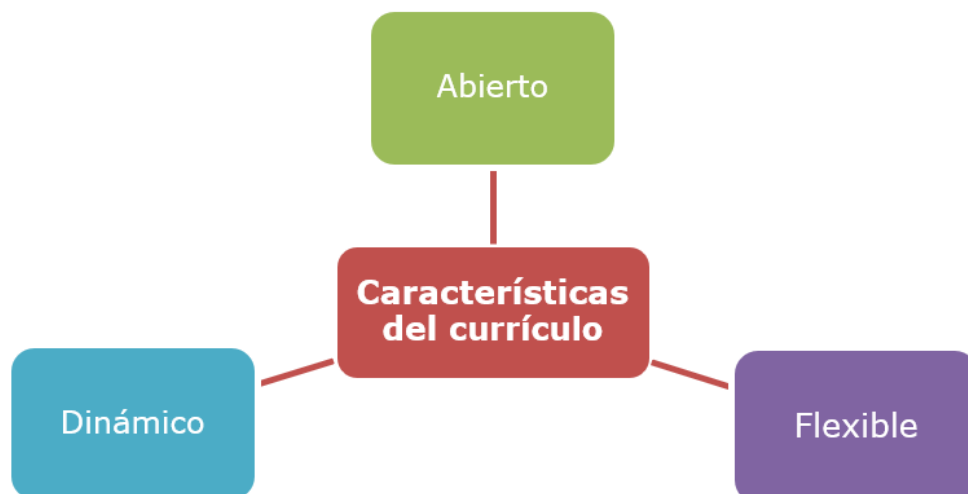 Abierto
Características
del currículo
Dinámico
Flexible